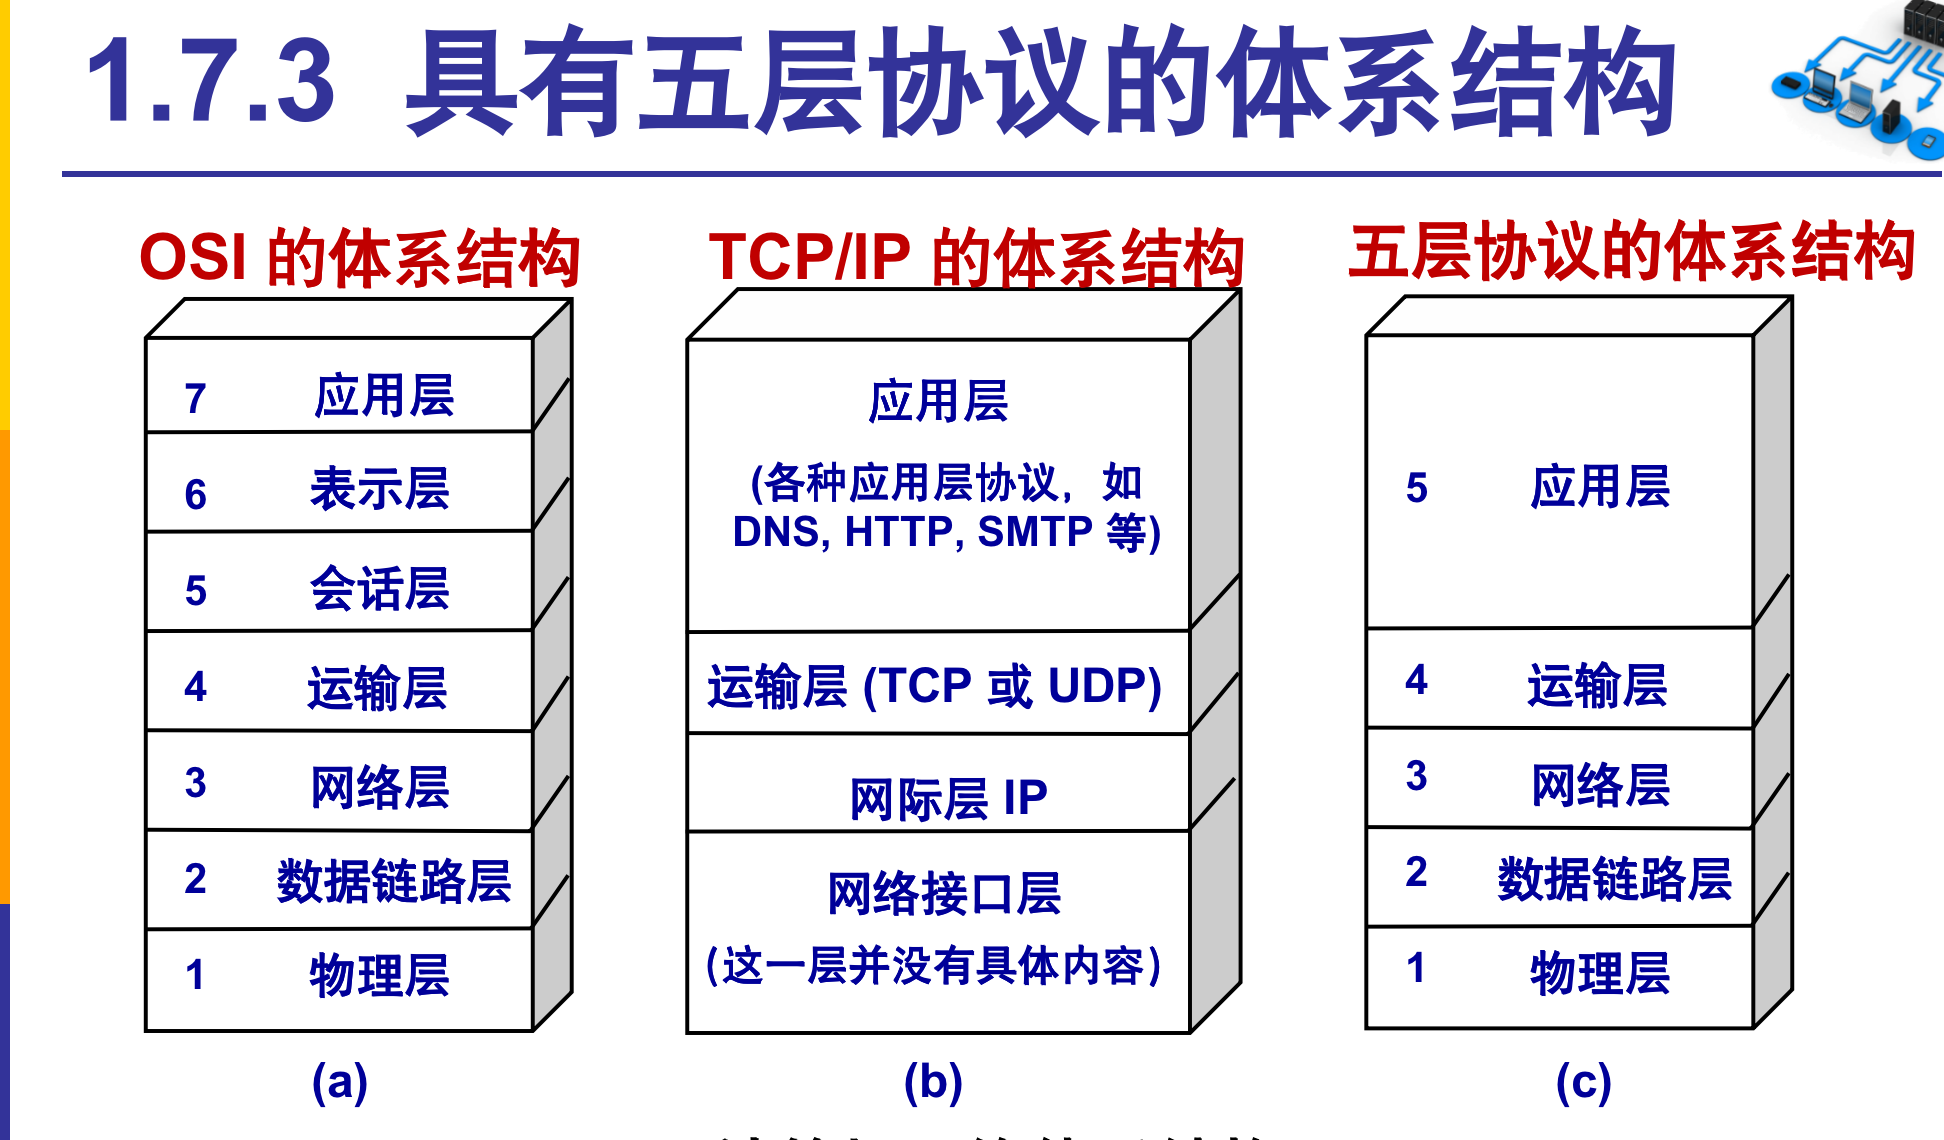 1.7.3 具有五层协议的体系结构
OSI 的体系结构
7 应用层
6 表示层
5 会话层
4 运输层
3 网络层
2 数据链路层
1 物理层
(a)
TCP/IP 的体系结构
应用层
(各种应用层协议，如
DNS, HTTP, SMTP 等)
运输层 (TCP 或 UDP)
网际层 IP
网络接口层
(这一层并没有具体内容)
(b)
五层协议的体系结构
5 应用层
4 运输层
3 网络层
2 数据链路层
1 物理层
(c)